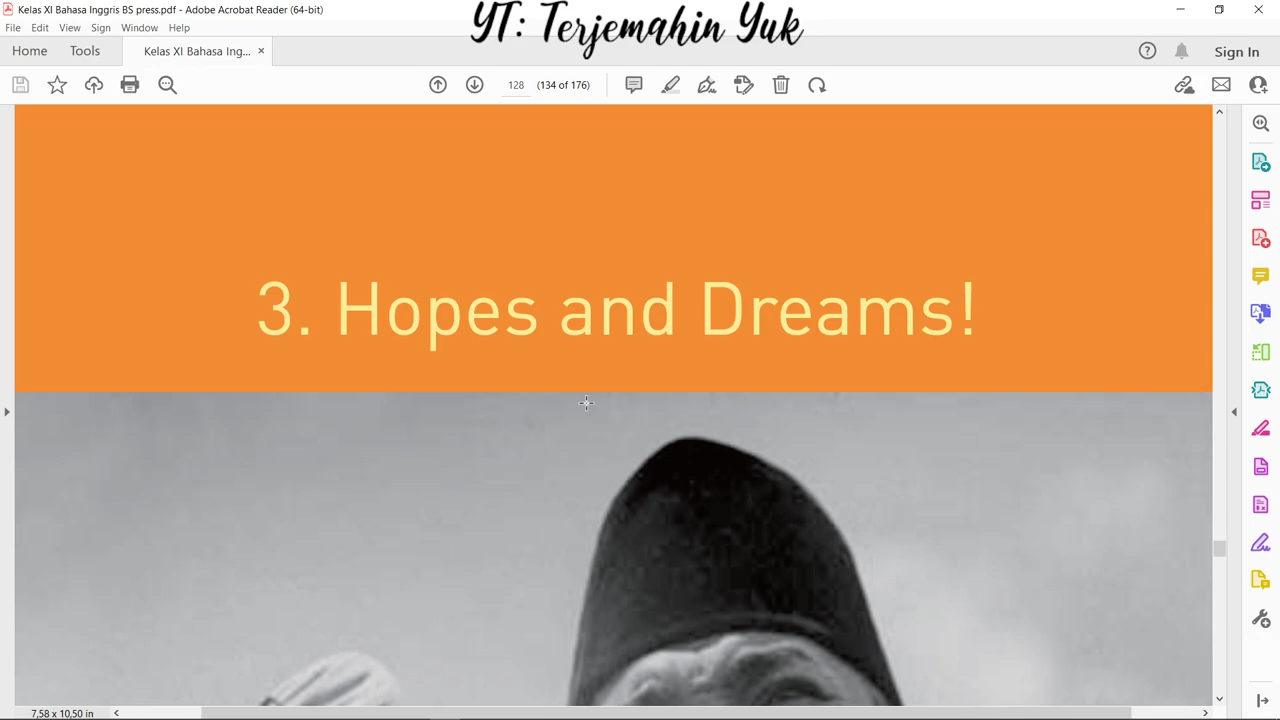 Kelas XI Bahasa Inggris BS press.pdf - Adobe Acrobat Reader (64-bit)
YT: Terjemahin Yuk
File Edit View Sign Window Help
Home Tools Kelas XI Bahasa Ing... × Sign In
128 (134 of 176)
3. Hopes and Dreams!
7,58 x 10,50 in